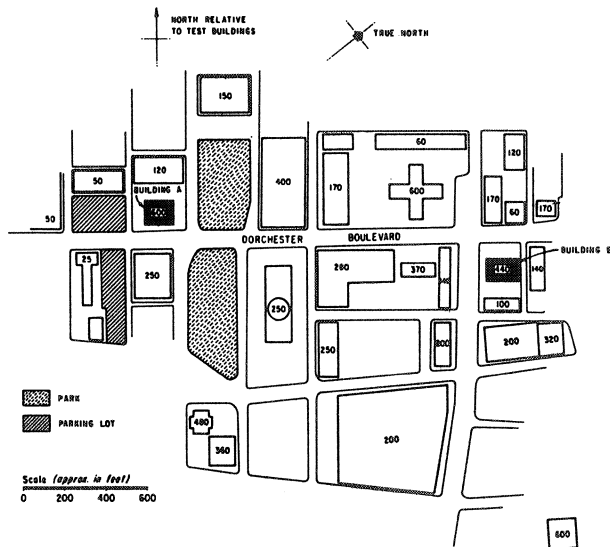 NORTH RELATIVE
TO TEST BUILDINGS
TRUE NORTH
150
60
120
50
120
BUILDING A
400
170
600
170
60
170
50
DORCHESTER BOULEVARD
BUILDING B
25
250
280
370
140
440
140
100
250
250
200
200
320
PARK
PARKING LOT
480
360
200
Scale (approx. in feet)
0 200 400 600
600